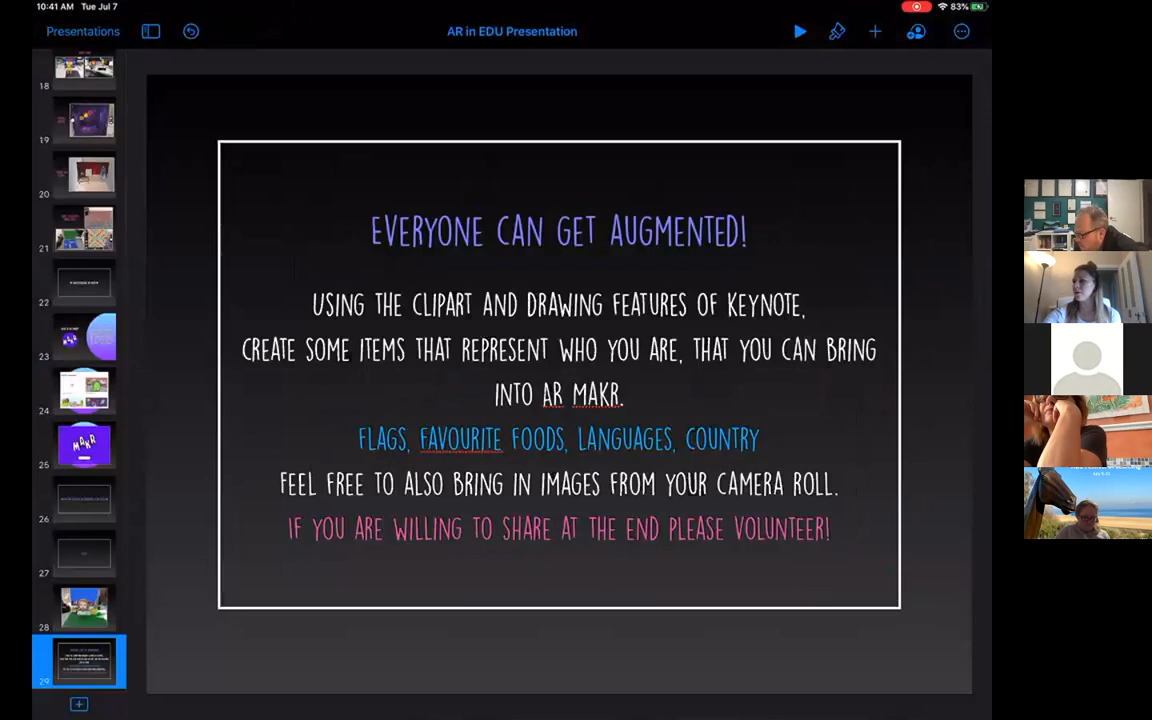 10:41 AM Tue Jul 7
83%
Presentations
AR in EDU Presentation
18
19
20
21
22
23
24
25
26
27
28
29
MAKR
EVERYONE CAN GET AUGMENTED!
USING THE CLIPART AND DRAWING FEATURES OF KEYNOTE,
CREATE SOME ITEMS THAT REPRESENT WHO YOU ARE, THAT YOU CAN BRING
INTO AR MAKR.
FLAGS, FAVOURITE FOODS, LANGUAGES, COUNTRY
FEEL FREE TO ALSO BRING IN IMAGES FROM YOUR CAMERA ROLL.
IF YOU ARE WILLING TO SHARE AT THE END PLEASE VOLUNTEER!